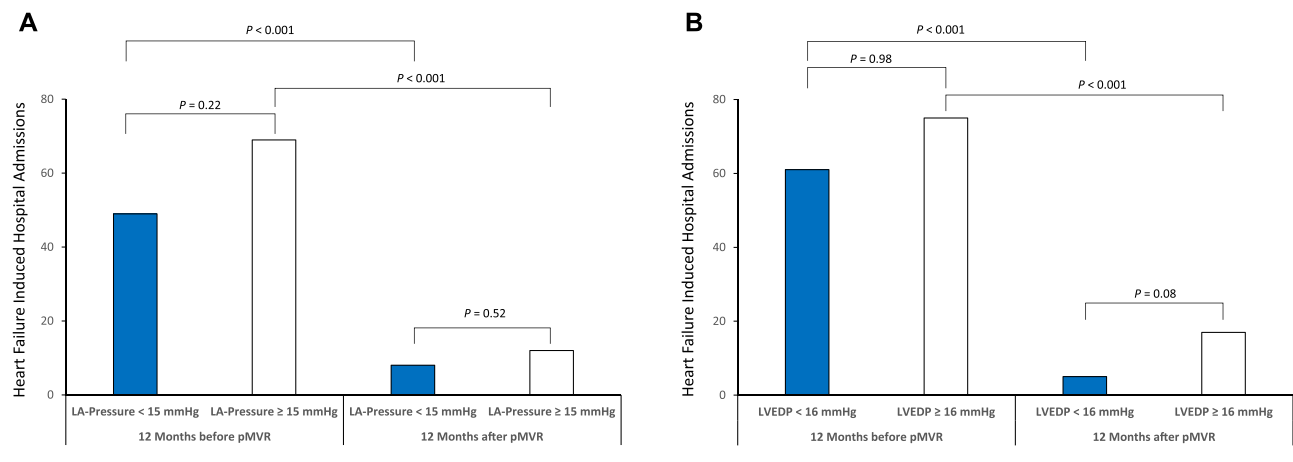 A
P < 0.001
P < 0.001
P = 0.22
P = 0.52
Heart Failure Induced Hospital Admissions
80
60
40
20
0
LA-Pressure < 15 mmHg LA-Pressure ≥ 15 mmHg LA-Pressure < 15 mmHg LA-Pressure ≥ 15 mmHg
12 Months before pMVR 12 Months after pMVR
B
P < 0.001
P = 0.98
P < 0.001
P = 0.08
Heart Failure Induced Hospital Admissions
80
60
40
20
0
LVEDP < 16 mmHg LVEDP ≥ 16 mmHg LVEDP < 16 mmHg LVEDP ≥ 16 mmHg
12 Months before pMVR 12 Months after pMVR